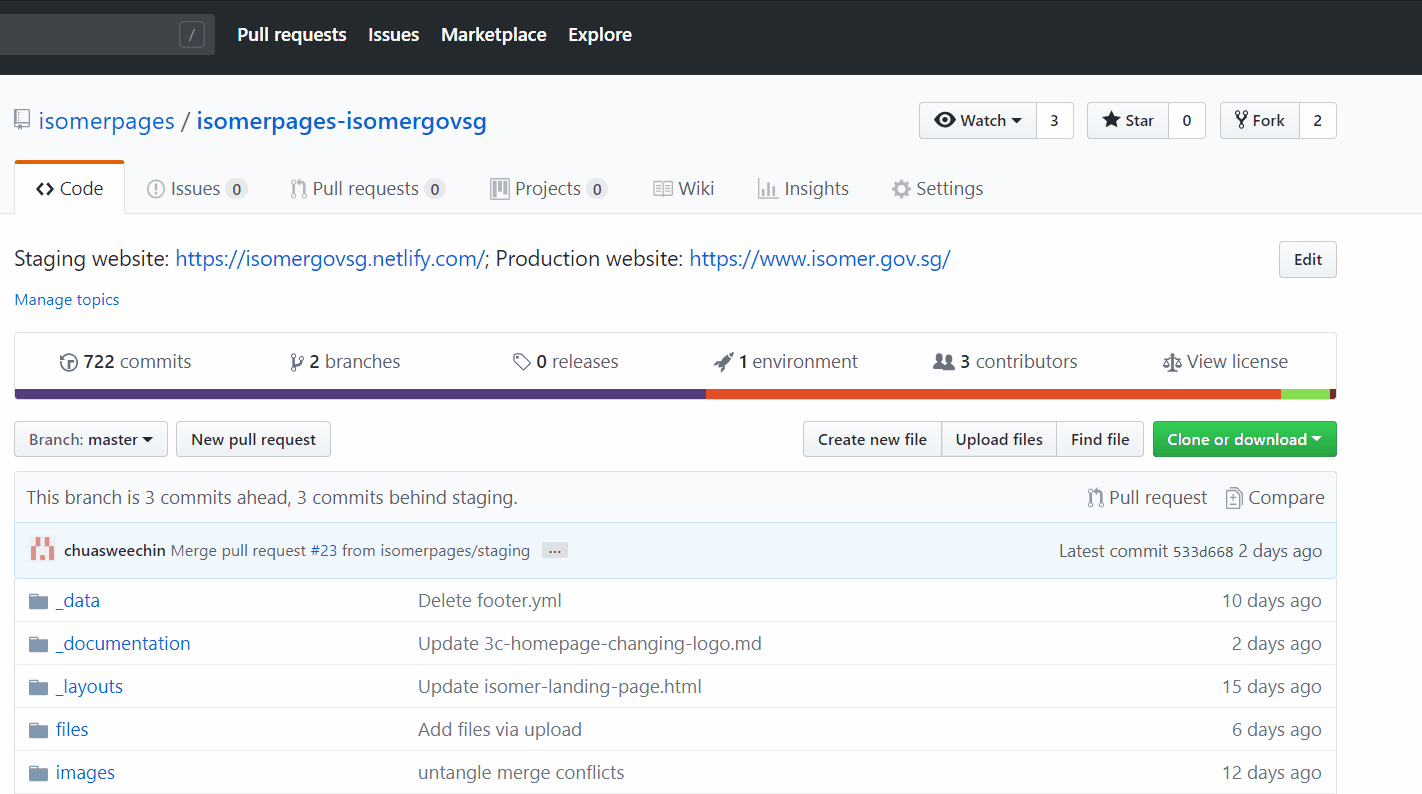 / Pull requests Issues Marketplace Explore
isomerpages / isomerpages-isomergovsg Watch 3 Star 0 Fork 2
Code Issues 0 Pull requests 0 Projects 0 Wiki Insights Settings
Staging website: https://isomergovsg.netlify.com/; Production website: https://www.isomer.gov.sg/ Edit
Manage topics
722 commits 2 branches 0 releases 1 environment 3 contributors View license
Branch: master New pull request Create new file Upload files Find file Clone or download
This branch is 3 commits ahead, 3 commits behind staging. Pull request Compare
chuasweechin Merge pull request #23 from isomerpages/staging ... Latest commit 533d668 2 days ago
_data Delete footer.yml 10 days ago
_documentation Update 3c-homepage-changing-logo.md 2 days ago
_layouts Update isomer-landing-page.html 15 days ago
files Add files via upload 6 days ago
images untangle merge conflicts 12 days ago